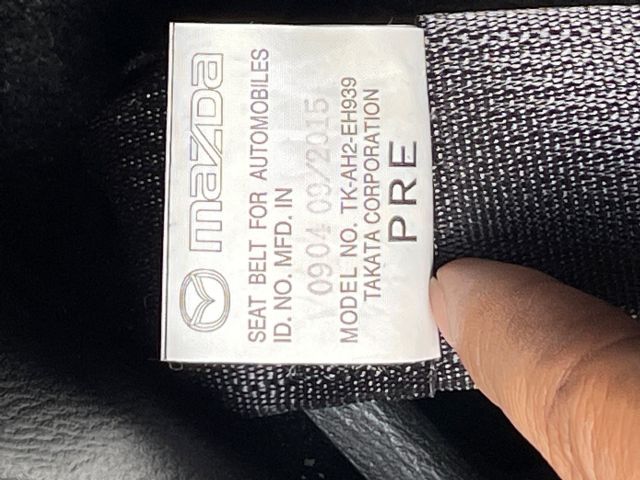 mazda
SEAT BELT FOR AUTOMOBILES
ID. NO. MFD. IN
0904 09/2015
MODEL NO. TK-AH2-EH939
TAKATA CORPORATION
PRE